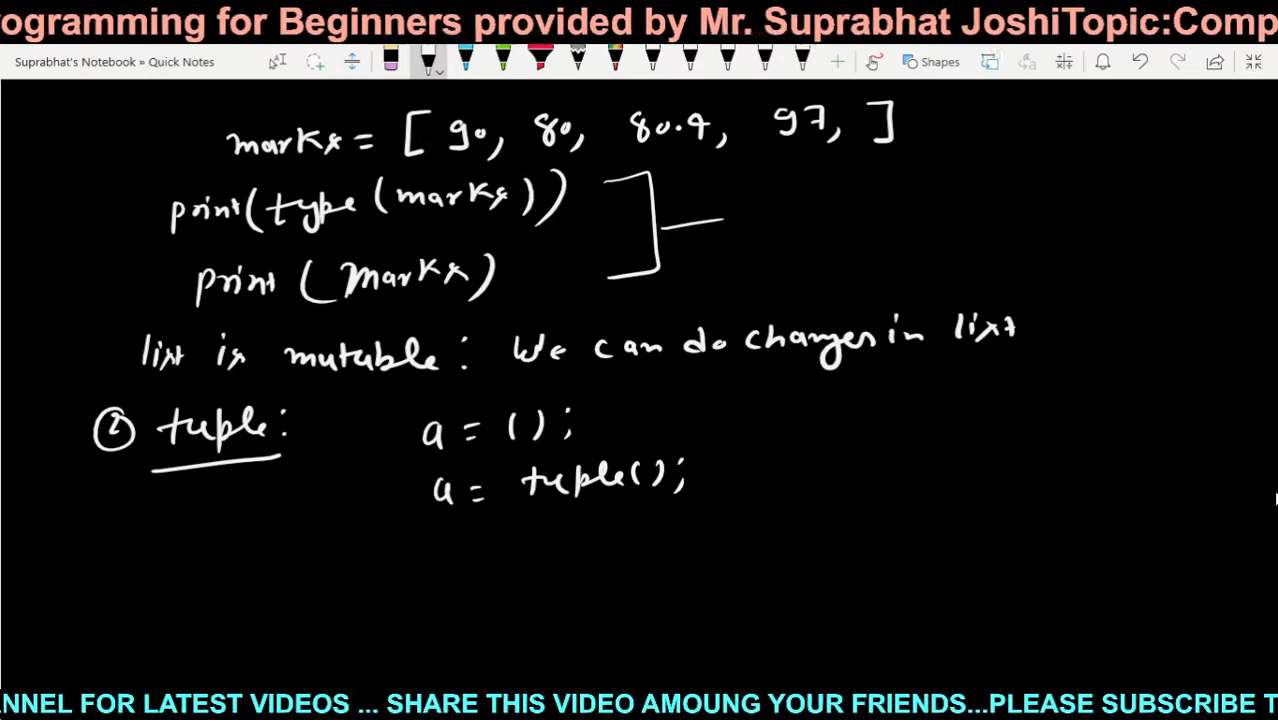 ogramming for Beginners provided by Mr. Suprabhat JoshiTopic:Comp
Suprabhat's Notebook » Quick Notes
Shapes
marks = [ 90, 80, 80.4, 97, ]
print(type(marks))
print (marks)
list is mutable: We can do changes in list
② tuple: a = ();
a = tuple();
NNEL FOR LATEST VIDEOS ... SHARE THIS VIDEO AMOUNG YOUR FRIENDS...PLEASE SUBSCRIBE T